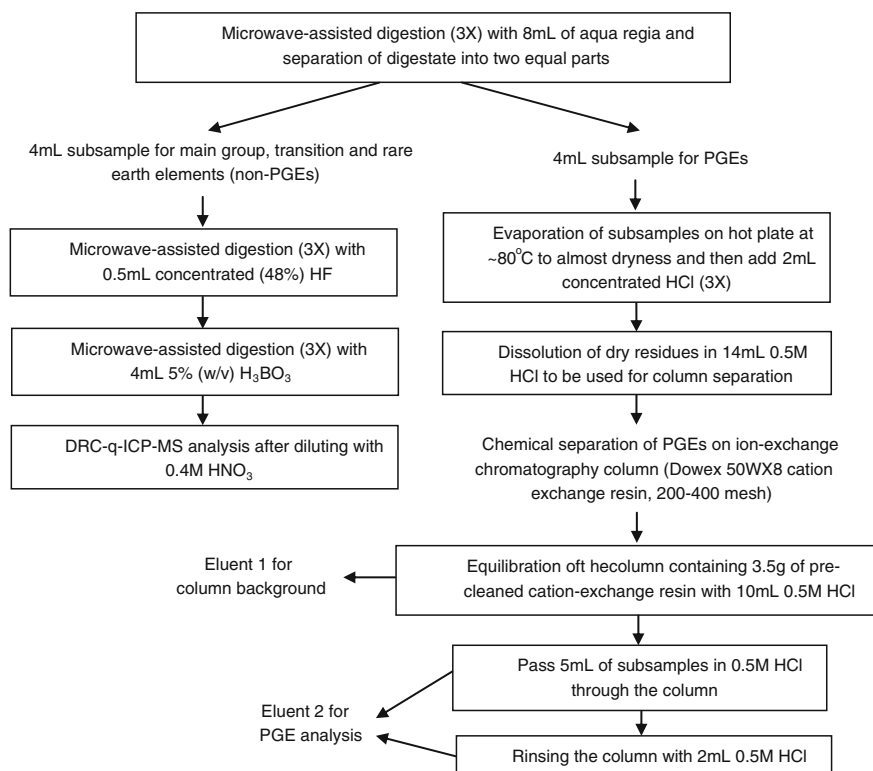 Microwave-assisted digestion (3X) with 8mL of aqua regia and
separation of digestate into two equal parts
4mL subsample for main group, transition and rare
earth elements (non-PGEs)
Microwave-assisted digestion (3X) with
0.5mL concentrated (48%) HF
Microwave-assisted digestion (3X) with
4mL 5% (w/v) H₃BO₃
DRC-q-ICP-MS analysis after diluting with
0.4M HNO₃
4mL subsample for PGEs
Evaporation of subsamples on hot plate at
~80°C to almost dryness and then add 2mL
concentrated HCl (3X)
Dissolution of dry residues in 14mL 0.5M
HCl to be used for column separation
Chemical separation of PGEs on ion-exchange
chromatography column (Dowex 50WX8 cation
exchange resin, 200-400 mesh)
Equilibration oft hecolumn containing 3.5g of pre-
cleaned cation-exchange resin with 10mL 0.5M HCl
Eluent 1 for
column background
Pass 5mL of subsamples in 0.5M HCl
through the column
Eluent 2 for
PGE analysis
Rinsing the column with 2mL 0.5M HCl